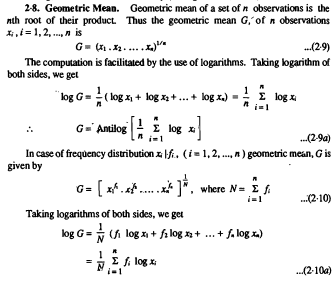 2·8. Geometric Mean. Geometric mean of a set of n observations is the
nth root of their product. Thus the geometric mean G, of n observations
xᵢ, i = 1, 2, ..., n is
G = (x₁ . x₂ ..... xₙ)^1/n ...(2·9)
The computation is facilitated by the use of logarithms. Taking logarithm of
both sides, we get
log G = 1/n ( log x₁ + log x₂ + ... + log xₙ) = 1/n Σ_{i=1}^{n} log xᵢ
∴ G = Antilog [ 1/n Σ_{i=1}^{n} log xᵢ ] ...(2·9a)
In case of frequency distribution xᵢ | fᵢ, ( i = 1, 2, ..., n ) geometric mean, G is
given by
G = [ x₁^f₁ . x₂^f₂ ..... xₙ^fₙ ]^1/N, where N = Σ_{i=1}^{n} fᵢ ...(2·10)
Taking logarithms of both sides, we get
log G = 1/N (f₁ log x₁ + f₂ log x₂ + ... + fₙ log xₙ)
= 1/N Σ_{i=1}^{n} fᵢ log xᵢ ...(2·10a)